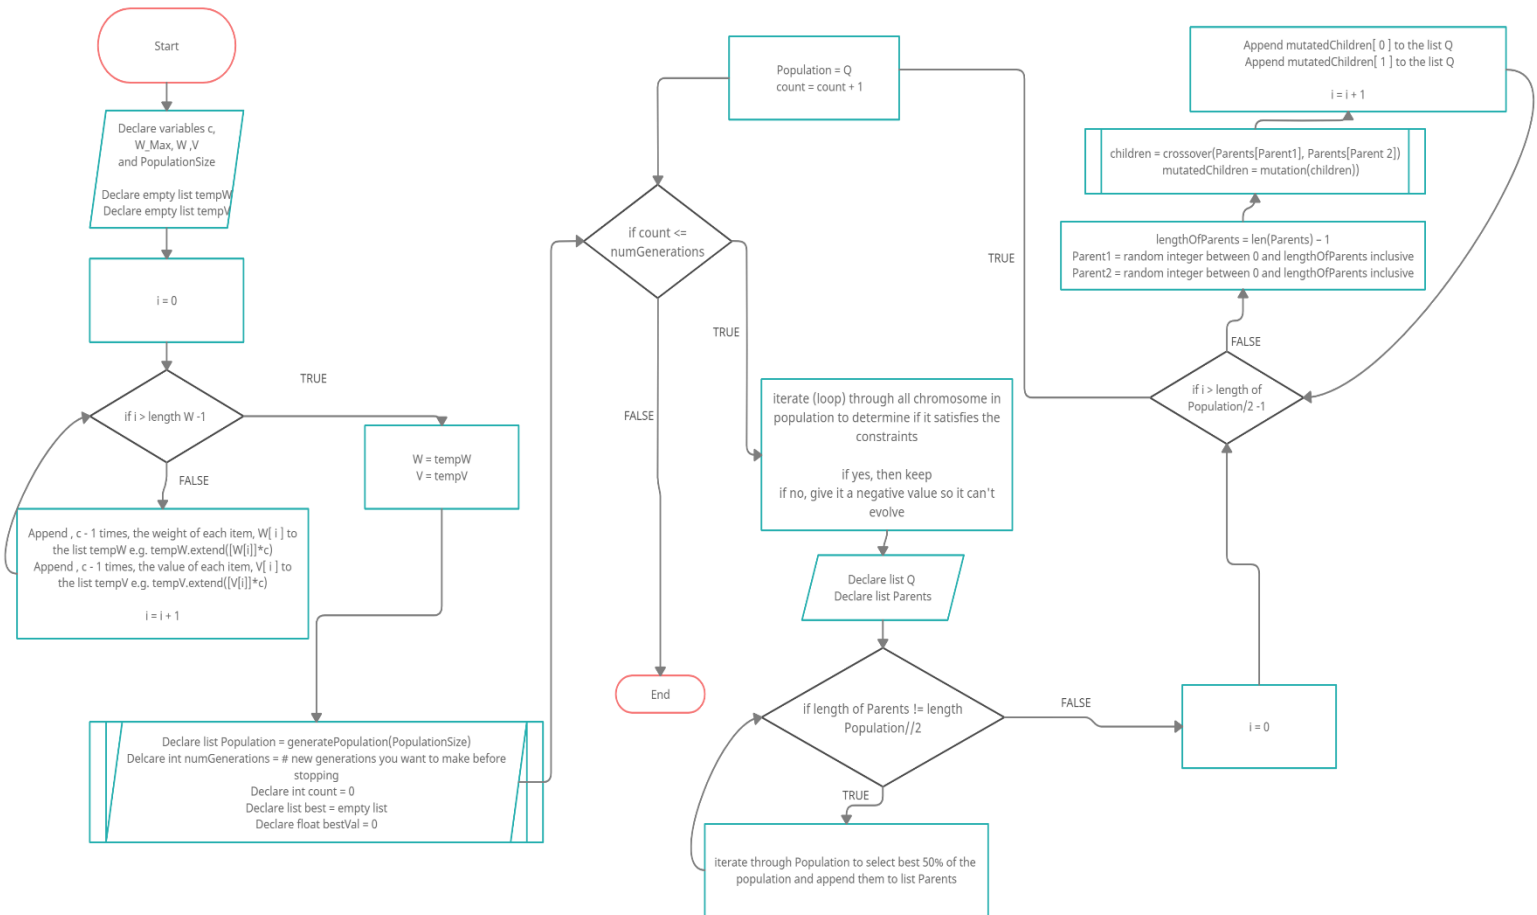 Start
Declare variables c,
W_Max, W ,V
and PopulationSize
Declare empty list tempW
Declare empty list tempV
i = 0
if i > length W -1
TRUE
FALSE
W = tempW
V = tempV
Append , c - 1 times, the weight of each item, W[ i ] to
the list tempW e.g. tempW.extend([W[i]]*c)
Append , c - 1 times, the value of each item, V[ i ] to
the list tempV e.g. tempV.extend([V[i]]*c)
i = i + 1
Declare list Population = generatePopulation(PopulationSize)
Delcare int numGenerations = # new generations you want to make before
stopping
Declare int count = 0
Declare list best = empty list
Declare float bestVal = 0
Population = Q
count = count + 1
if count <=
numGenerations
TRUE
FALSE
End
iterate (loop) through all chromosome in
population to determine if it satisfies the
constraints
if yes, then keep
if no, give it a negative value so it can't
evolve
Declare list Q
Declare list Parents
if length of Parents != length
Population//2
FALSE
TRUE
iterate through Population to select best 50% of the
population and append them to list Parents
i = 0
if i > length of
Population/2 -1
TRUE
FALSE
lengthOfParents = len(Parents) – 1
Parent1 = random integer between 0 and lengthOfParents inclusive
Parent2 = random integer between 0 and lengthOfParents inclusive
children = crossover(Parents[Parent1], Parents[Parent 2])
mutatedChildren = mutation(children))
Append mutatedChildren[ 0 ] to the list Q
Append mutatedChildren[ 1 ] to the list Q
i = i + 1